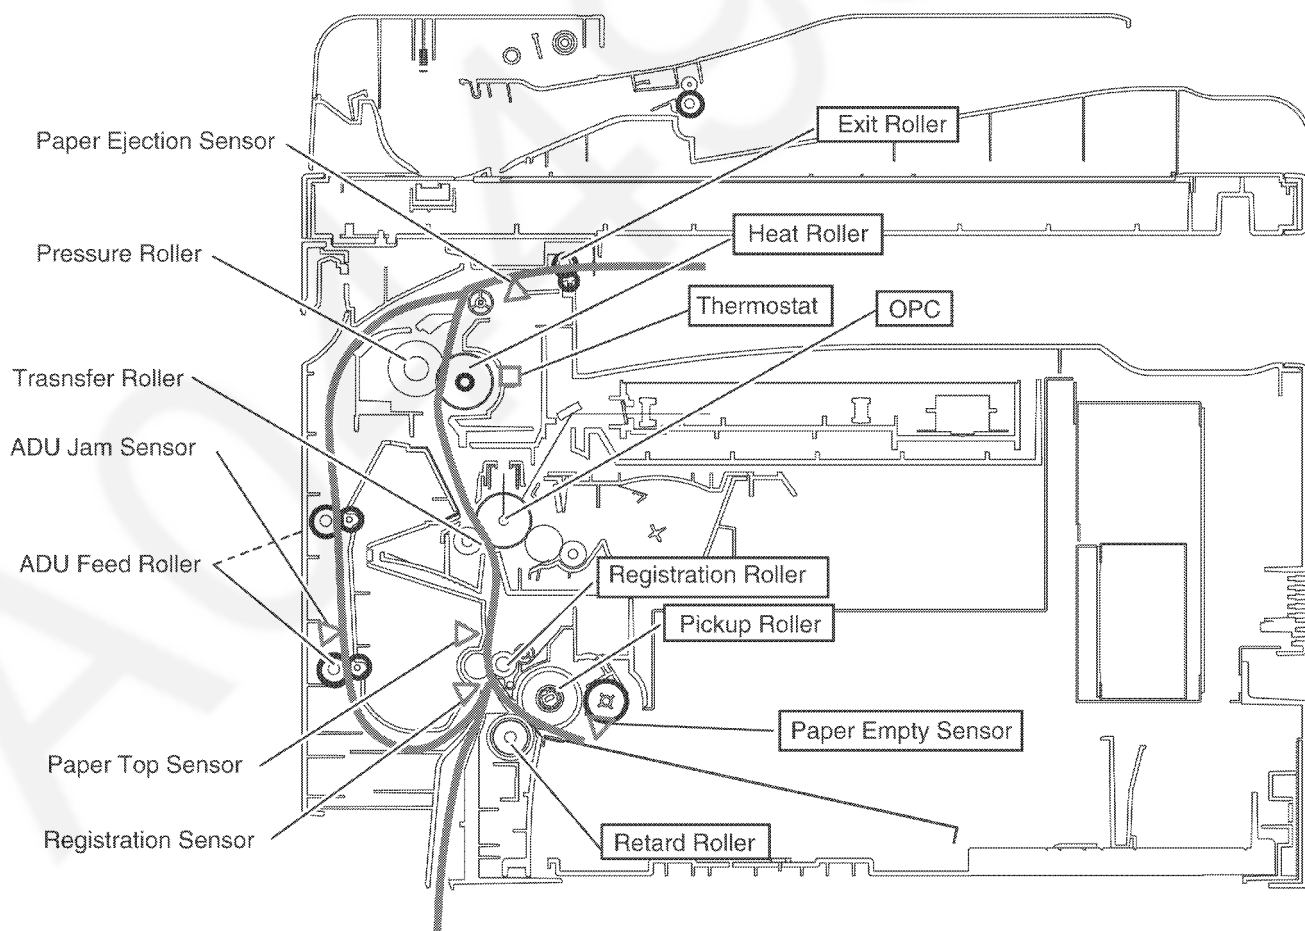 Exit Roller
Paper Ejection Sensor
Heat Roller
Pressure Roller
Thermostat
OPC
Trasnsfer Roller
ADU Jam Sensor
ADU Feed Roller
Registration Roller
Pickup Roller
Paper Empty Sensor
Paper Top Sensor
Registration Sensor
Retard Roller